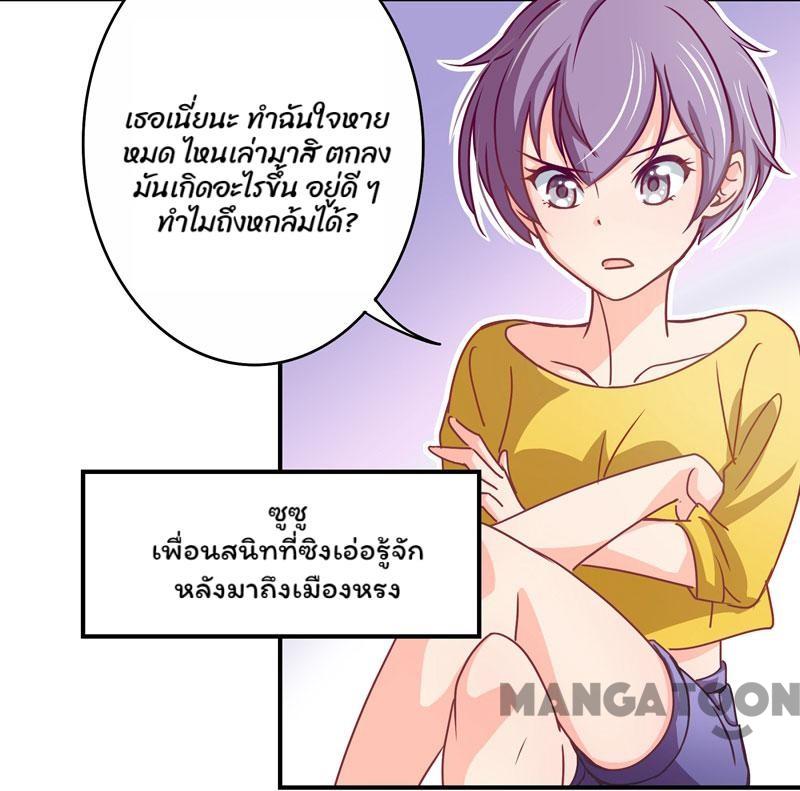 เธอเนี่ยนะ ทำฉันใจหาย
หมด ไหนเล่ามาสิ ตกลง
มันเกิดอะไรขึ้น อยู่ดี ๆ
ทำไมถึงหกล้มได้?
ซูซู
เพื่อนสนิทที่ซิงเอ่อรู้จัก
หลังมาถึงเมืองหรง
MANGATOON